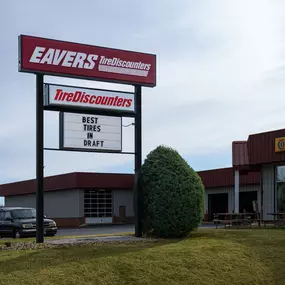 EAVERS TireDiscounters
TireDiscounters
BEST
TIRES
IN
DRAFT